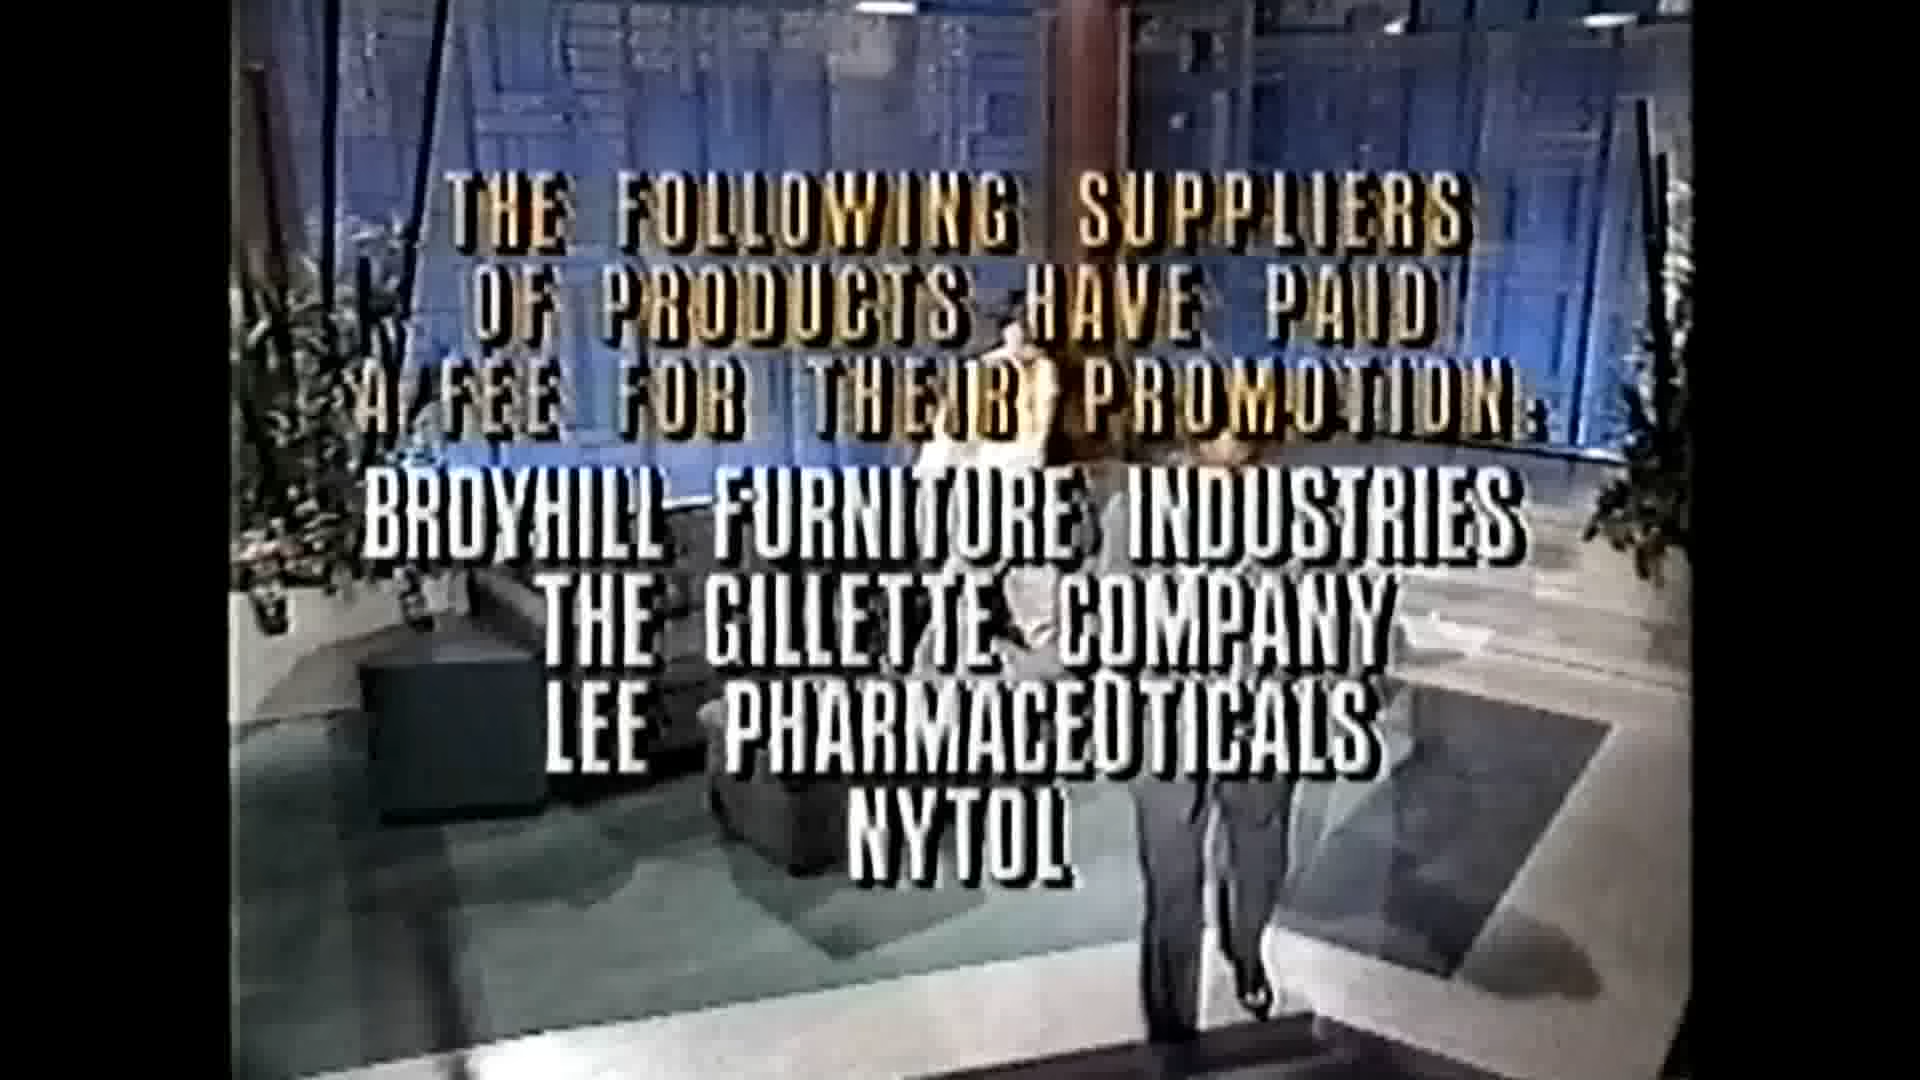 THE FOLLOWING SUPPLIERS
OF PRODUCTS HAVE PAID
A FEE FOR THEIR PROMOTION:
BROYHILL FURNITURE INDUSTRIES
THE GILLETTE COMPANY
LEE PHARMACEUTICALS
NYTOL